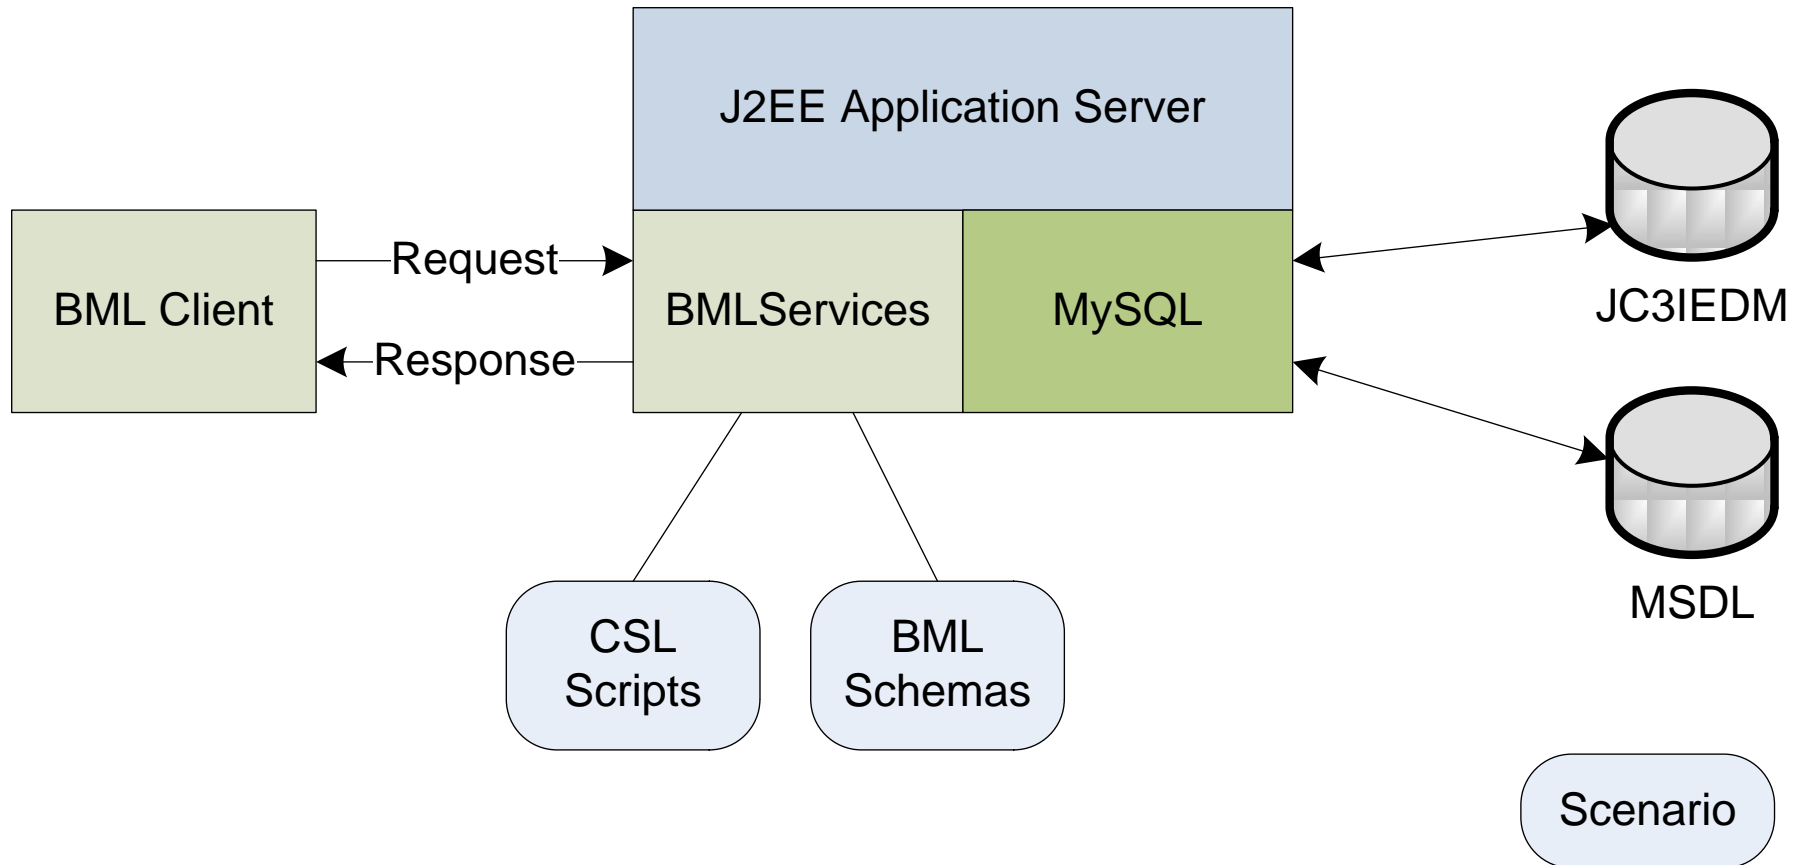 J2EE Application Server
Request
BML Client
BMLServices
MySQL
JC3IEDM
Response
CSL
Scripts
BML
Schemas
MSDL
Scenario